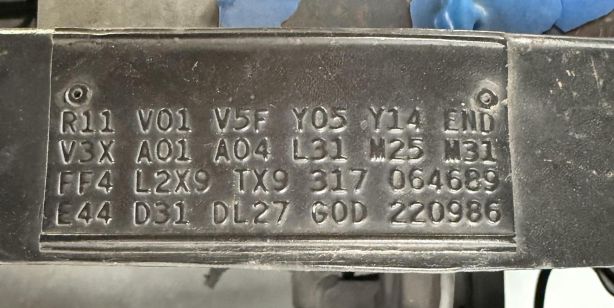 R11 V01 V5F Y05 Y14 END
V3X A01 A04 L31 M25 M31
FF4 L2X9 TX9 317 064689
E44 D31 DL27 GOD 220986